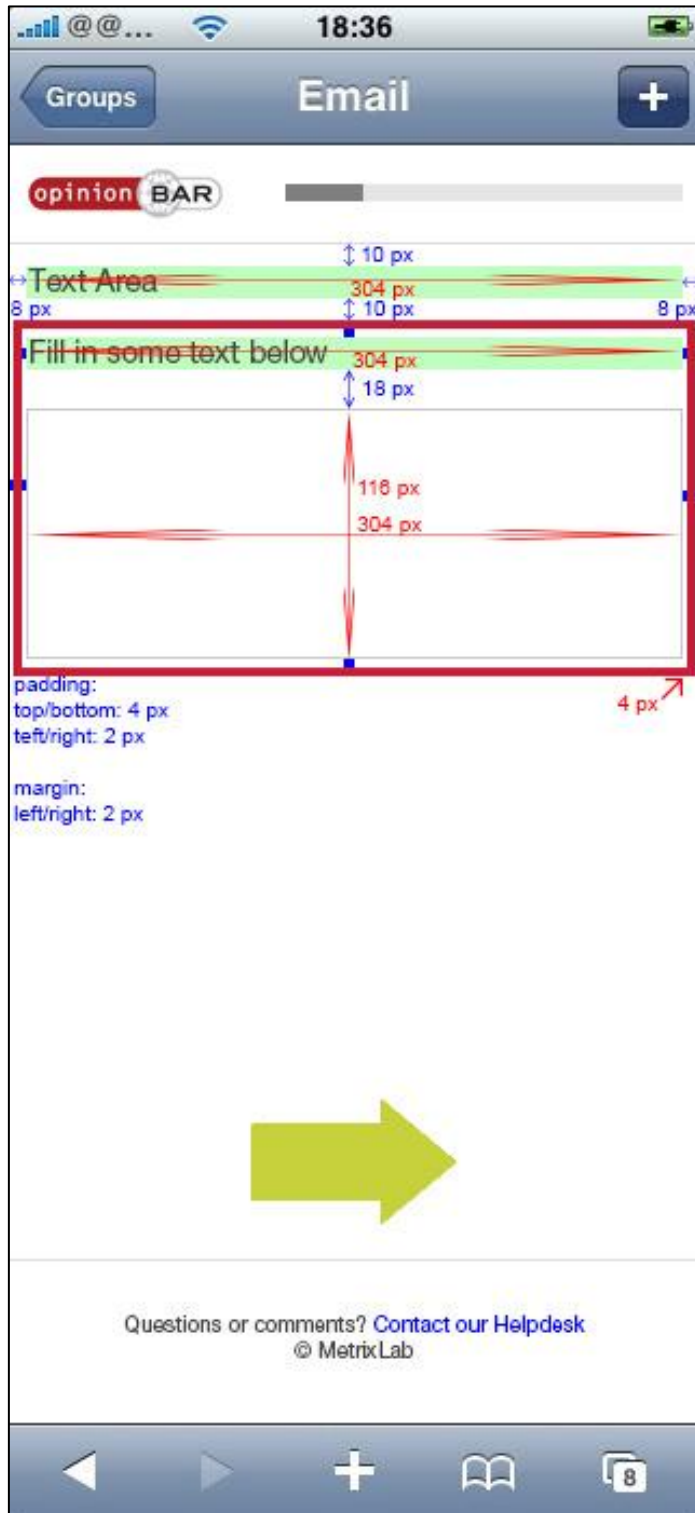 @@... 18:36
Groups Email +
opinion BAR
10 px
Text Area
304 px
8 px 10 px 8 px
Fill in some text below
304 px
18 px
116 px
304 px
padding:
4 px
top/bottom: 4 px
teft/right: 2 px
margin:
left/right: 2 px
Questions or comments? Contact our Helpdesk
© MetrixLab
8